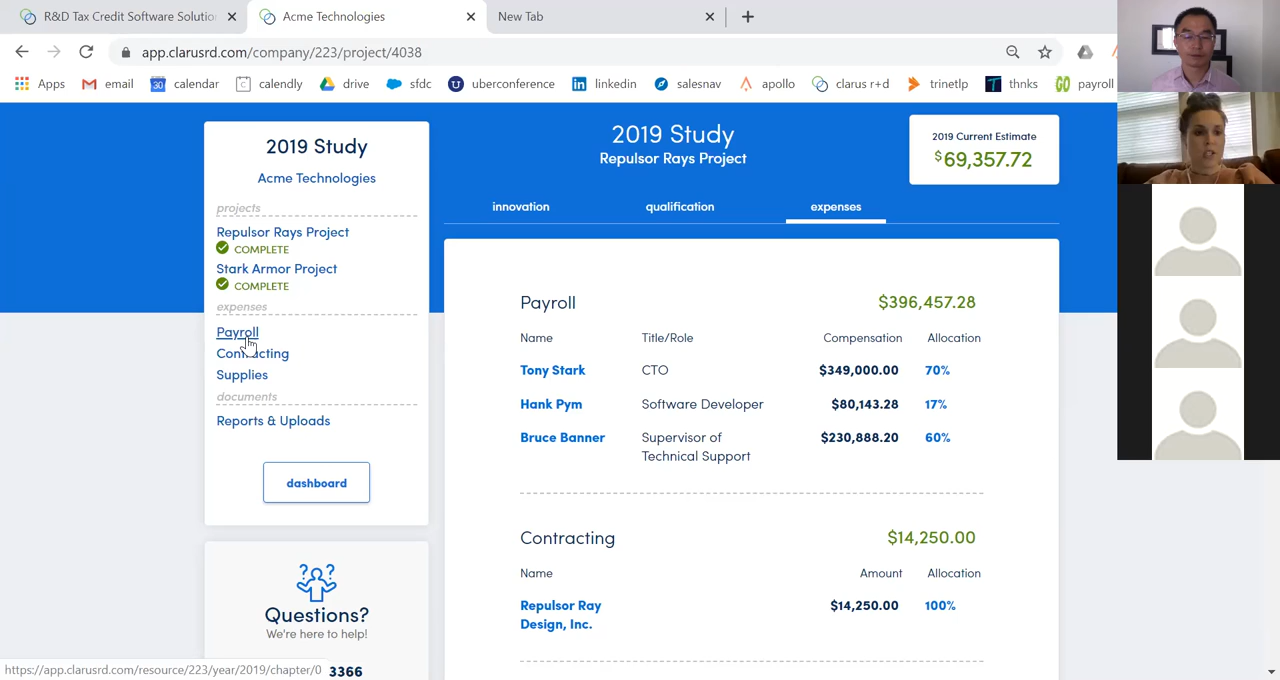 R&D Tax Credit Software Solutio
Acme Technologies
New Tab
app.clarusrd.com/company/223/project/4038
Apps
email
30
calendar
calendly
drive
sfdc
uberconference
linkedin
salesnav
apollo
clarus r+d
trinetlp
thnks
payroll
2019 Study
Acme Technologies
projects
Repulsor Rays Project
COMPLETE
Stark Armor Project
COMPLETE
expenses
Payroll
Contracting
Supplies
documents
Reports & Uploads
dashboard
Questions?
We're here to help!
3366
https://app.clarusrd.com/resource/223/year/2019/chapter/0
2019 Study
Repulsor Rays Project
2019 Current Estimate
$69,357.72
innovation qualification expenses
Payroll $396,457.28
Name Title/Role Compensation Allocation
Tony Stark CTO $349,000.00 70%
Hank Pym Software Developer $80,143.28 17%
Bruce Banner Supervisor of $230,888.20 60%
Technical Support
Contracting $14,250.00
Name Amount Allocation
Repulsor Ray $14,250.00 100%
Design, Inc.